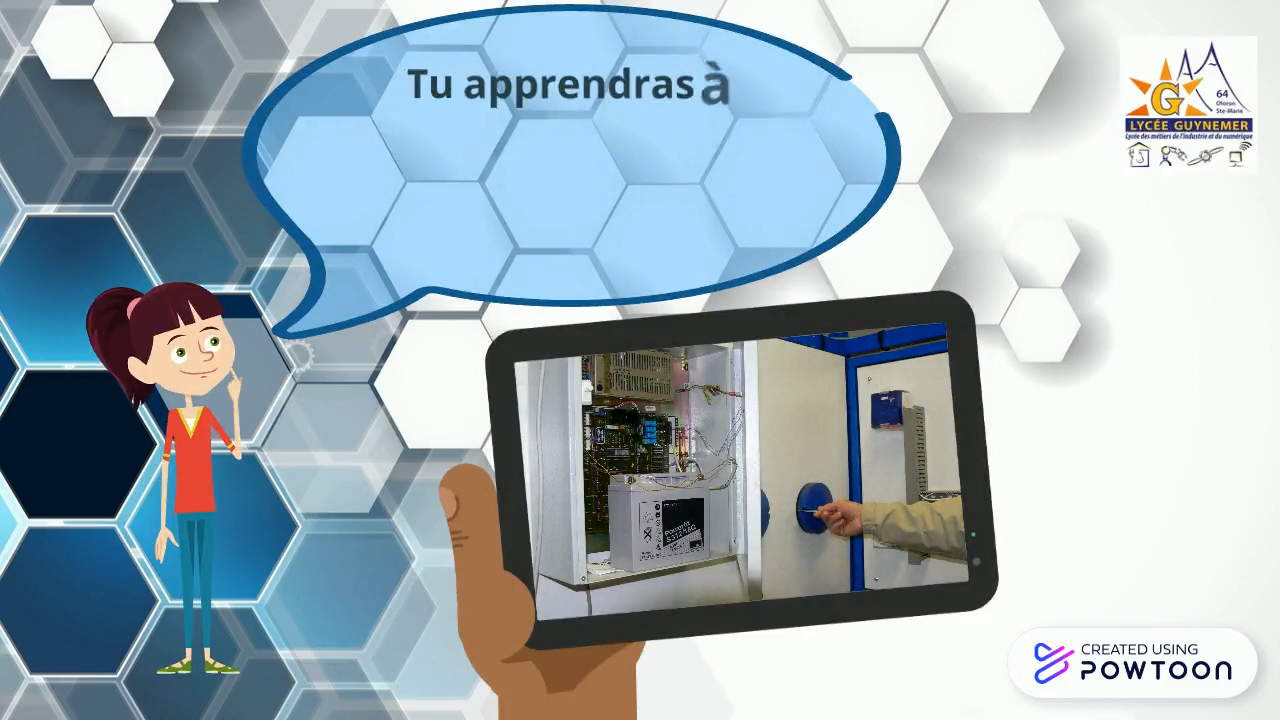 Tu apprendras à
64
Oloron
Ste-Marie
G
LYCÉE GUYNEMER
Lycée des métiers de l'industrie et du numérique
Powerfit
CREATED USING
POWTOON